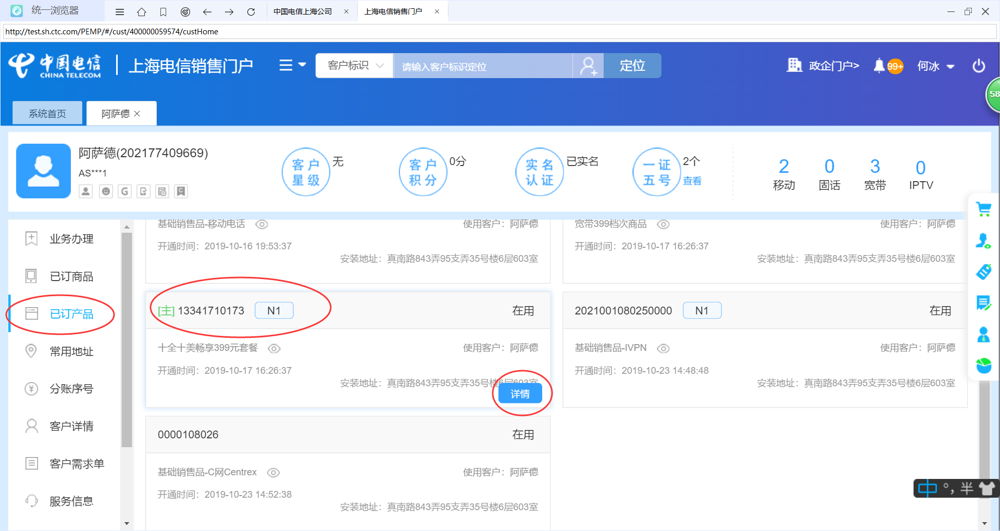 统一浏览器
中国电信上海公司
上海电信销售门户
http://test.sh.ctc.com/PEMP/#/cust/400000059574/custHome
中国电信
CHINA TELECOM
上海电信销售门户
客户标识
请输入客户标识定位
定位
政企门户>
99+
何冰
58
系统首页
阿萨德
阿萨德(202177409669)
AS***1
客户星级
无
客户积分
0分
实名认证
已实名
一证五号
2个
查看
2
移动
0
固话
3
宽带
0
IPTV
业务办理
已订商品
已订产品
常用地址
分账序号
客户详情
客户需求单
服务信息
基础销售品-移动电话
使用客户：阿萨德
开通时间：2019-10-16 19:53:37
安装地址：真南路843弄95支弄35号楼6层603室
宽带399档次商品
使用客户：阿萨德
开通时间：2019-10-17 16:26:37
安装地址：真南路843弄95支弄35号楼6层603室
[主] 13341710173 N1 在用
十全十美畅享399元套餐
使用客户：阿萨德
开通时间：2019-10-17 16:26:37
安装地址：真南路843弄95支弄35号楼6层603室
详情
2021001080250000 N1 在用
基础销售品-IVPN
使用客户：阿萨德
开通时间：2019-10-23 14:48:48
安装地址：真南路843弄95支弄35号楼6层603室
0000108026 在用
基础销售品-C网Centrex
使用客户：阿萨德
开通时间：2019-10-23 14:52:38
安装地址：真南路843弄95支弄35号楼6层603室
中 °, 半